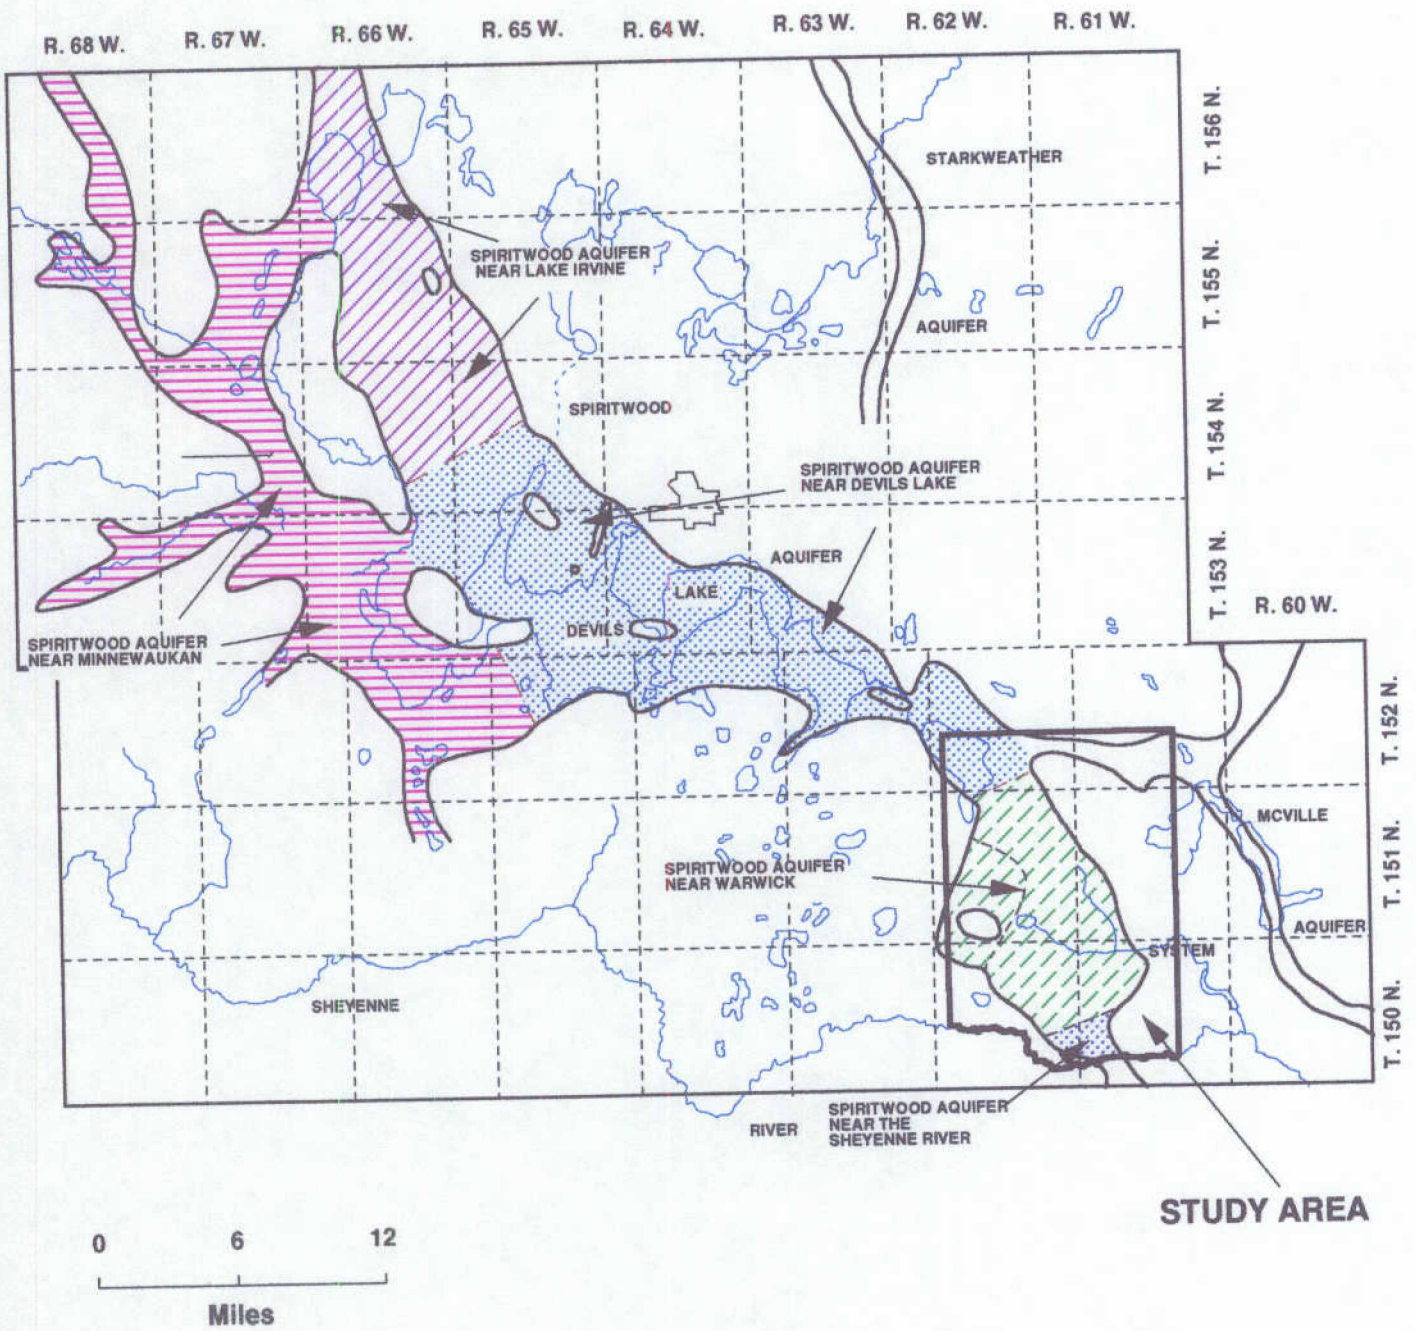 R. 68 W. R. 67 W. R. 66 W. R. 65 W. R. 64 W. R. 63 W. R. 62 W. R. 61 W.
T. 156 N.
STARKWEATHER
SPIRITWOOD AQUIFER
NEAR LAKE IRVINE
T. 155 N.
AQUIFER
SPIRITWOOD
T. 154 N.
SPIRITWOOD AQUIFER
NEAR DEVILS LAKE
AQUIFER
T. 153 N.
LAKE
R. 60 W.
DEVILS
SPIRITWOOD AQUIFER
NEAR MINNEWAUKAN
T. 152 N.
MCVILLE
SPIRITWOOD AQUIFER
NEAR WARWICK
T. 151 N.
AQUIFER
SYSTEM
SHEYENNE
T. 150 N.
RIVER
SPIRITWOOD AQUIFER
NEAR THE
SHEYENNE RIVER
STUDY AREA
0 6 12
Miles